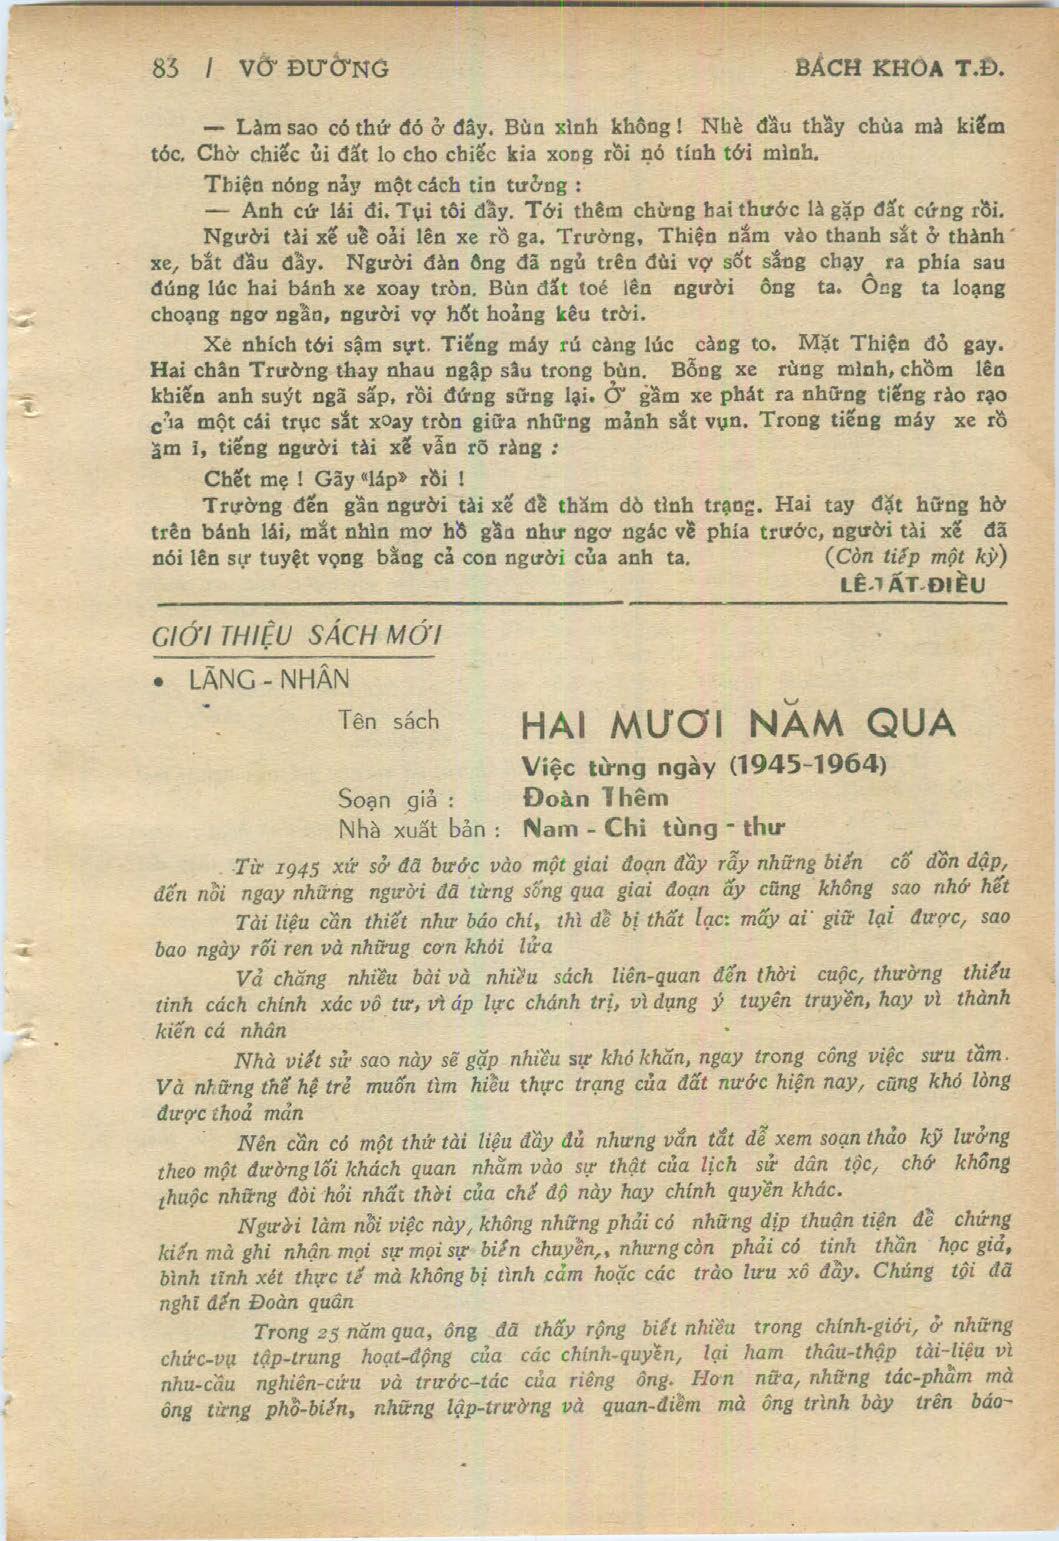 83 / VỠ ĐƯỜNG BÁCH KHOA T.Đ.
— Làm sao có thứ đó ở đây. Bùn xình không ! Nhè đầu thầy chùa mà kiếm
tóc. Chờ chiếc ủi đất lo cho chiếc kia xong rồi nó tính tới mình.
Thiện nóng nảy một cách tin tưởng :
— Anh cứ lái đi. Tụi tôi đầy. Tới thêm chừng hai thước là gặp đất cứng rồi.
Người tài xế uể oải lên xe rồ ga. Trường, Thiện nắm vào thanh sắt ở thành
xe, bắt đầu đầy. Người đàn ông đã ngủ trên đùi vợ sốt sắng chạy ra phía sau
đúng lúc hai bánh xe xoay tròn. Bùn đất toé lên người ông ta. Ông ta loạng
choạng ngơ ngẩn, người vợ hốt hoảng kêu trời.
Xe nhích tới sậm sựt. Tiếng máy rú càng lúc càng to. Mặt Thiện đỏ gay.
Hai chân Trường thay nhau ngập sâu trong bùn. Bỗng xe rùng mình, chồm lên
khiến anh suýt ngã sấp, rồi đứng sững lại. Ở gầm xe phát ra những tiếng rào rạo
của một cái trục sắt xoay tròn giữa những mảnh sắt vụn. Trong tiếng máy xe rồ
ầm ĩ, tiếng người tài xế vẫn rõ ràng :
Chết mẹ ! Gãy «láp» rồi !
Trường đến gần người tài xế để thăm dò tình trạng. Hai tay đặt hững hờ
trên bánh lái, mắt nhìn mơ hồ gần như ngơ ngác về phía trước, người tài xế đã
nói lên sự tuyệt vọng bằng cả con người của anh ta. (Còn tiếp một kỳ)
LÊ-TẤT-ĐIỀU
GIỚI THIỆU SÁCH MỚI
• LÃNG - NHÂN
Tên sách HAI MƯƠI NĂM QUA
Việc từng ngày (1945-1964)
Soạn giả : Đoàn Thêm
Nhà xuất bản : Nam - Chi tùng - thư
Từ 1945 xứ sở đã bước vào một giai đoạn đầy rẫy những biến cố dồn dập,
đến nỗi ngay những người đã từng sống qua giai đoạn ấy cũng không sao nhớ hết
Tài liệu cần thiết như báo chí, thì dễ bị thất lạc: mấy ai giữ lại được, sao
bao ngày rối ren và nhữug cơn khói lửa
Vả chăng nhiều bài và nhiều sách liên-quan đến thời cuộc, thường thiếu
tính cách chính xác vô tư, vì áp lực chánh trị, vì dụng ý tuyên truyền, hay vì thành
kiến cá nhân
Nhà viết sử sao này sẽ gặp nhiều sự khó khăn, ngay trong công việc sưu tầm.
Và những thế hệ trẻ muốn tìm hiểu thực trạng của đất nước hiện nay, cũng khó lòng
được thoả mản
Nên cần có một thứ tài liệu đầy đủ nhưng vắn tắt dễ xem soạn thảo kỹ lưởng
theo một đường lối khách quan nhằm vào sự thật của lịch sử dân tộc, chớ không
thuộc những đòi hỏi nhất thời của chế độ này hay chính quyền khác.
Người làm nổi việc này, không những phải có những dịp thuận tiện để chứng
kiến mà ghi nhận mọi sự mọi sự biến chuyển,, nhưng còn phải có tinh thần học giả,
bình tĩnh xét thực tế mà không bị tình cảm hoặc các trào lưu xô đẩy. Chúng tội đã
nghĩ đến Đoàn quân
Trong 25 năm qua, ông đã thấy rộng biết nhiều trong chính-giới, ở những
chức-vụ tập-trung hoạt-động của các chính-quyền, lại ham thâu-thập tài-liệu vì
nhu-cầu nghiên-cứu và trước-tác của riêng ông. Hơn nữa, những tác-phẩm mà
ông từng phổ-biến, những lập-trường và quan-điểm mà ông trình bày trên báo-